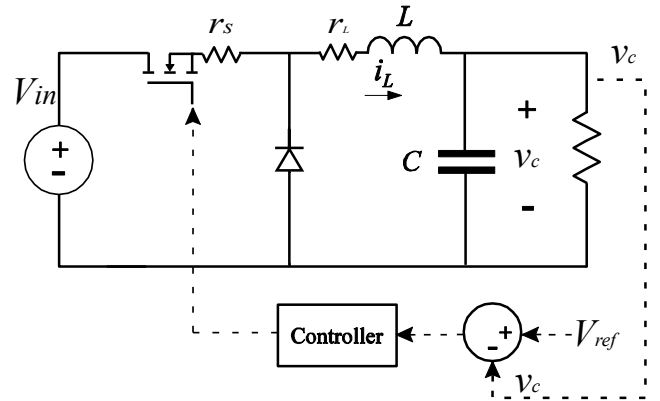 r_S
r_L
L
v_c
V_in
i_L
+
-
C
+
v_c
-
Controller
+
-
V_ref
v_c